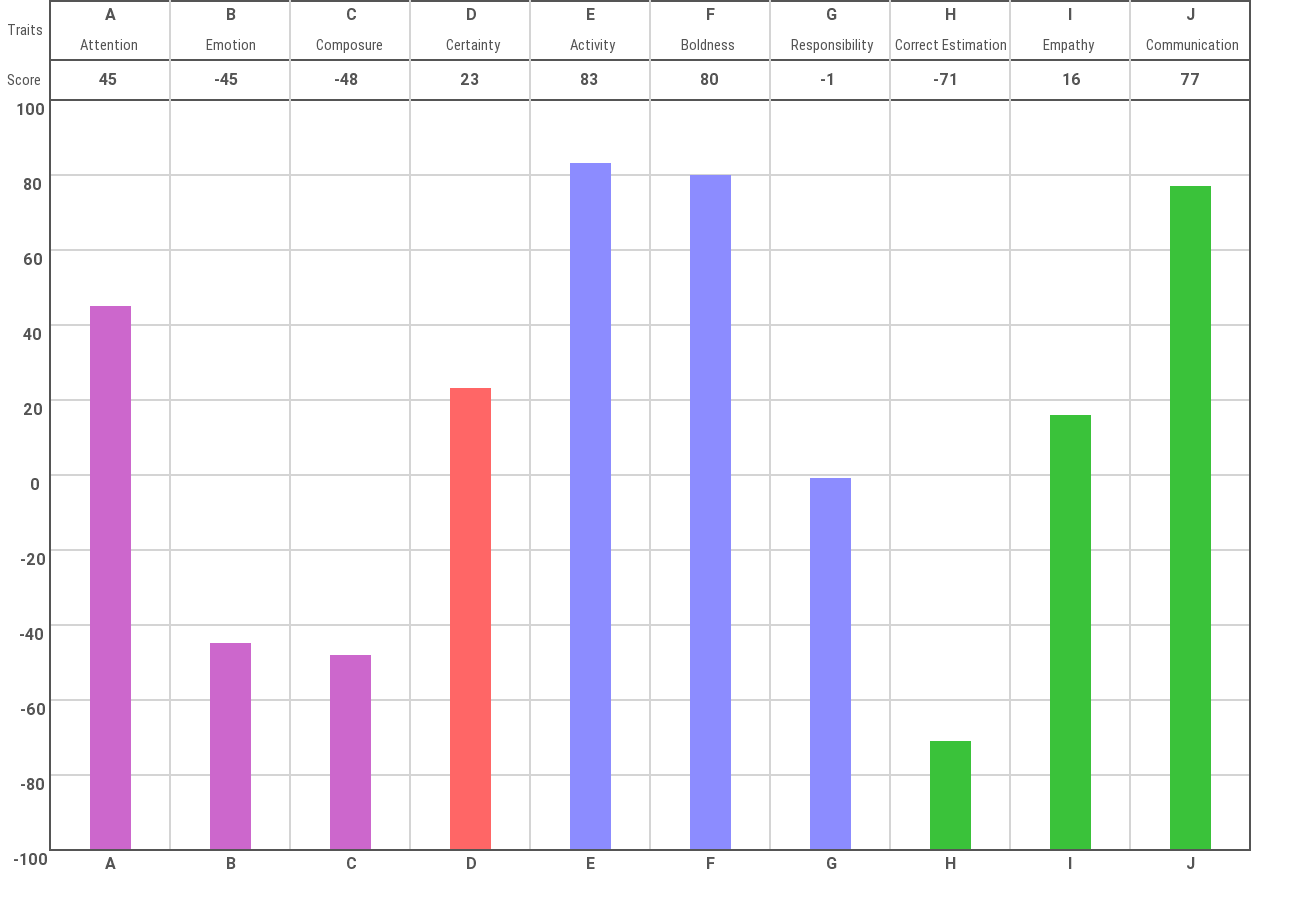 A B C D E F G H I J
Traits
Attention Emotion Composure Certainty Activity Boldness Responsibility Correct Estimation Empathy Communication
Score 45 -45 -48 23 83 80 -1 -71 16 77
100
80
60
40
20
0
-20
-40
-60
-80
-100
A B C D E F G H I J